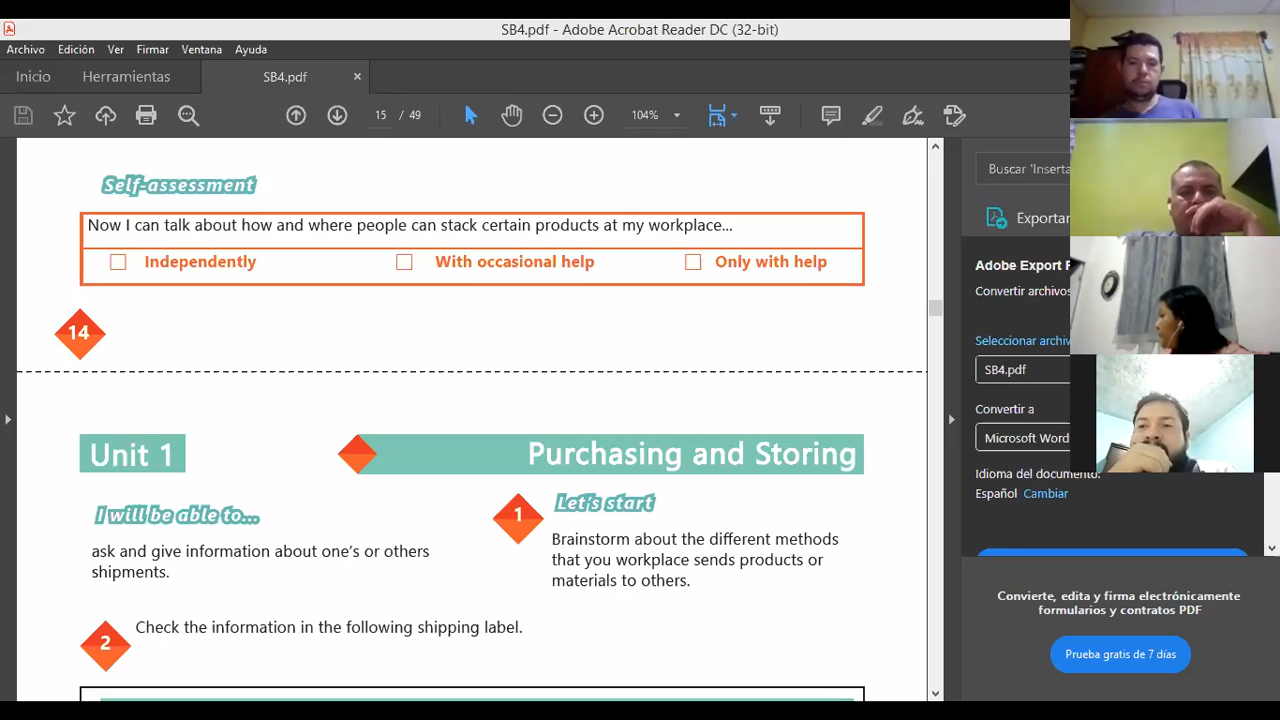 SB4.pdf - Adobe Acrobat Reader DC (32-bit)
Archivo Edición Ver Firmar Ventana Ayuda
Inicio Herramientas SB4.pdf ×
15 / 49 104%
Self-assessment
Now I can talk about how and where people can stack certain products at my workplace...
Independently With occasional help Only with help
14
Unit 1 Purchasing and Storing
I will be able to...
ask and give information about one's or others
shipments.
1 Let's start
Brainstorm about the different methods
that you workplace sends products or
materials to others.
2 Check the information in the following shipping label.
Buscar 'Inserta
Exportar
Adobe Export
Convertir archivos
Seleccionar archi
SB4.pdf
Convertir a
Microsoft Word
Idioma del documento:
Español Cambiar
Convierte, edita y firma electrónicamente
formularios y contratos PDF
Prueba gratis de 7 días